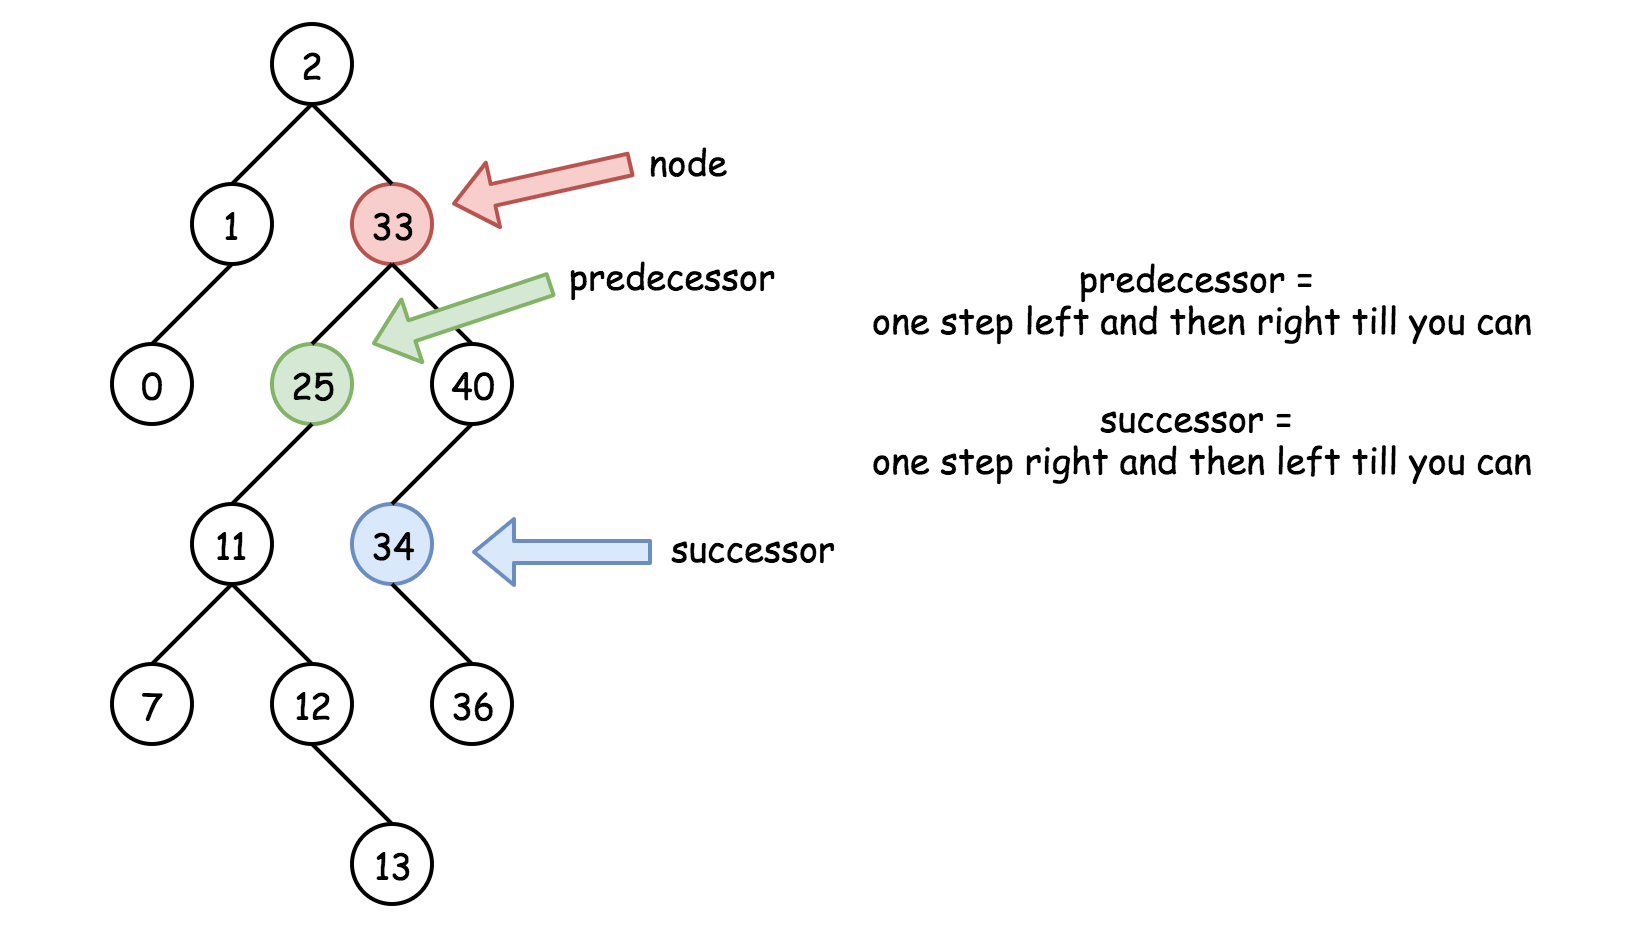 2
node
1
33
predecessor
predecessor =
one step left and then right till you can
0
25
40
successor =
one step right and then left till you can
11
34
successor
7
12
36
13